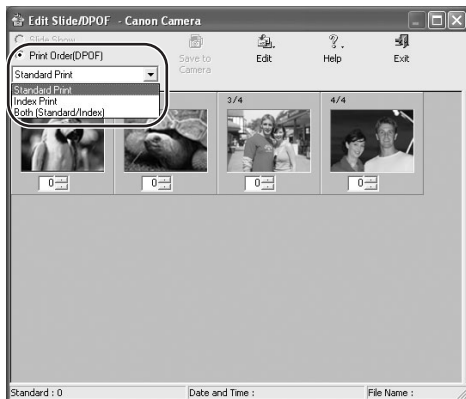 Edit Slide/DPOF - Canon Camera
Slide Show
Print Order(DPOF)
Save to
Camera
Edit
Help
Exit
Standard Print
Standard Print
Index Print
Both (Standard/Index)
3/4
4/4
0
0
0
0
Standard : 0
Date and Time :
File Name :